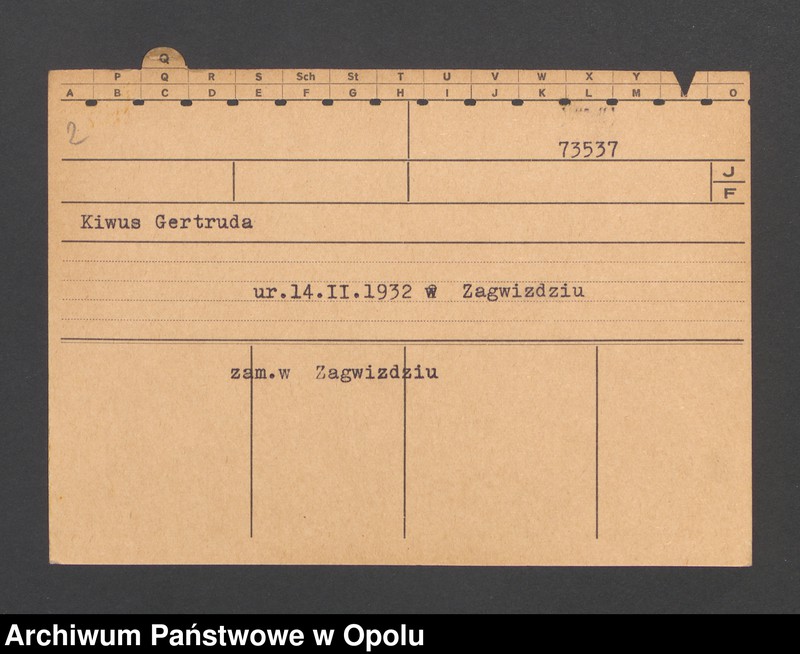 Q
P Q R S Sch St T U V W X Y
A B C D E F G H I J K L M O
2
73537
J
F
Kiwus Gertruda
ur.14.II.1932 w Zagwizdziu
zam.w Zagwizdziu
Archiwum Państwowe w Opolu